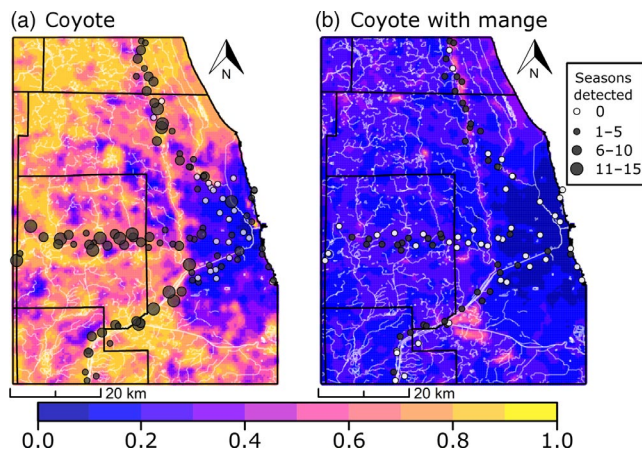 (a) Coyote
(b) Coyote with mange
N
N
Seasons
detected
0
1–5
6–10
11–15
20 km
20 km
0.0 0.2 0.4 0.6 0.8 1.0